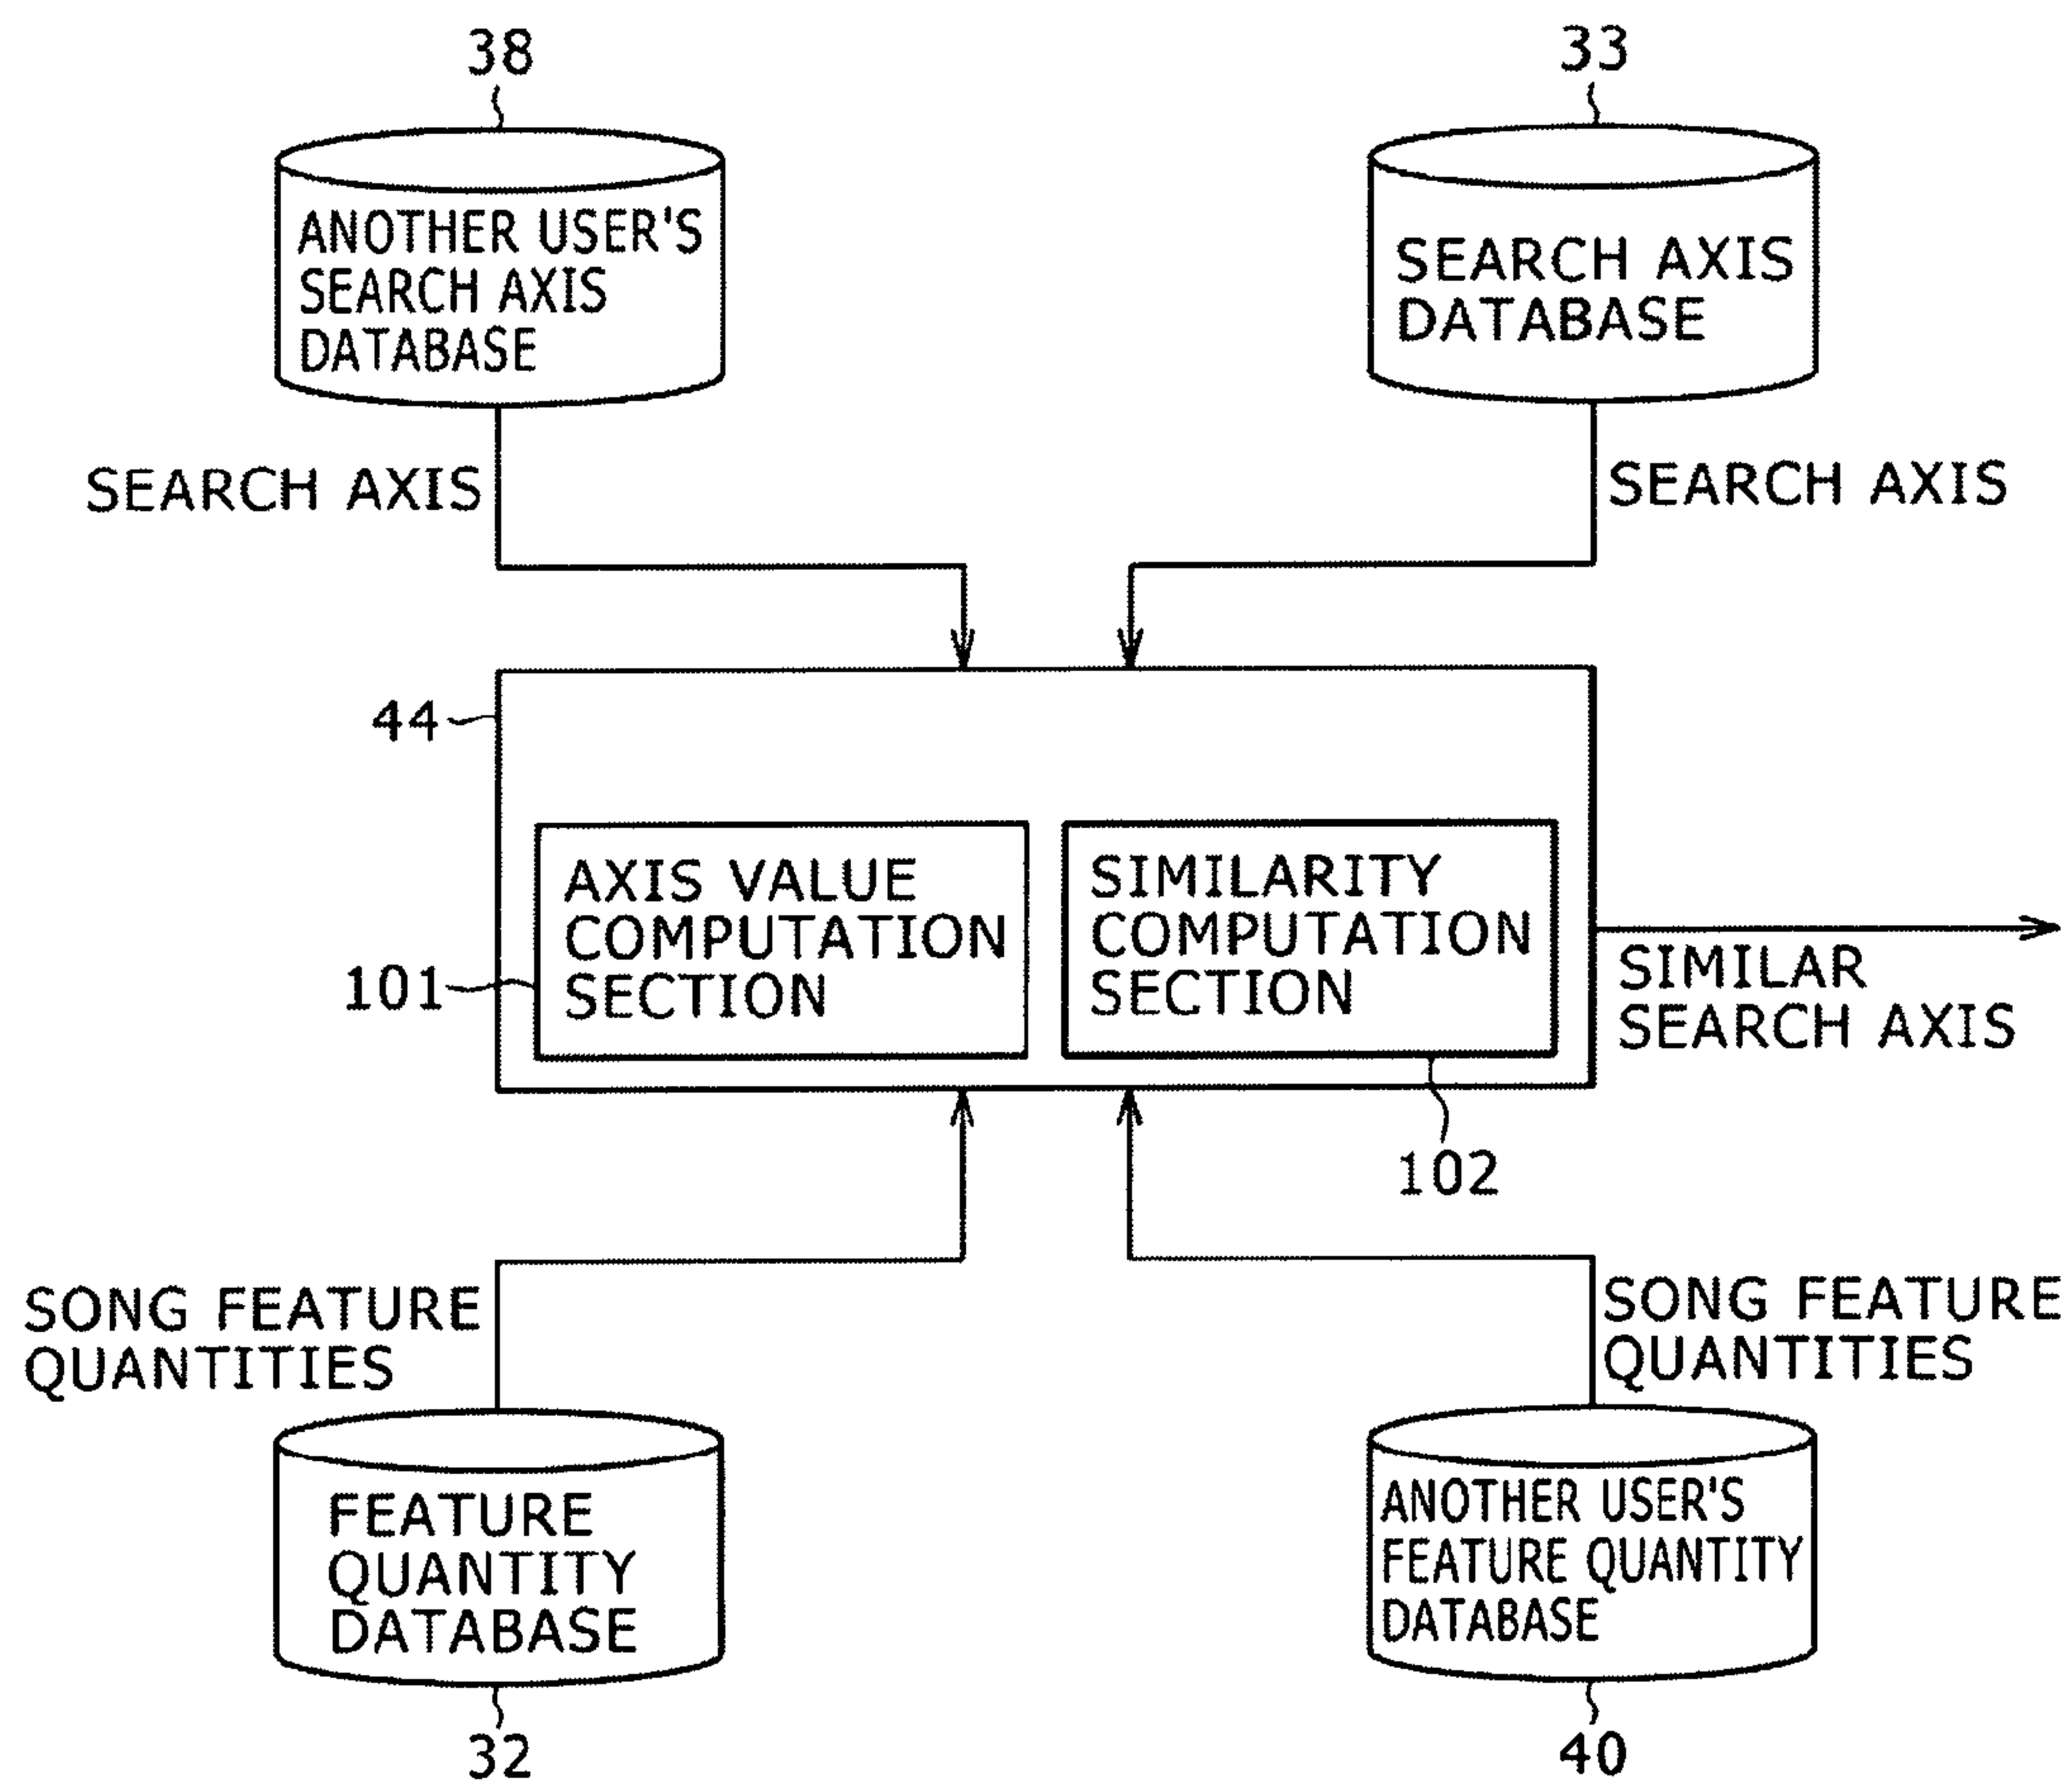 38
33
ANOTHER USER'S
SEARCH AXIS
DATABASE
SEARCH AXIS
DATABASE
SEARCH AXIS
SEARCH AXIS
44
AXIS VALUE
COMPUTATION
SECTION
SIMILARITY
COMPUTATION
SECTION
101
SIMILAR
SEARCH AXIS
102
SONG FEATURE
QUANTITIES
SONG FEATURE
QUANTITIES
FEATURE
QUANTITY
DATABASE
ANOTHER USER'S
FEATURE QUANTITY
DATABASE
32
40